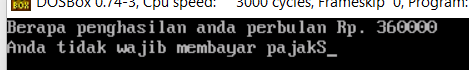 DOSBox 0.74-3, Cpu speed: 3000 cycles, Frameskip 0, Program:
Berapa penghasilan anda perbulan Rp. 360000
Anda tidak wajib membayar pajakS_